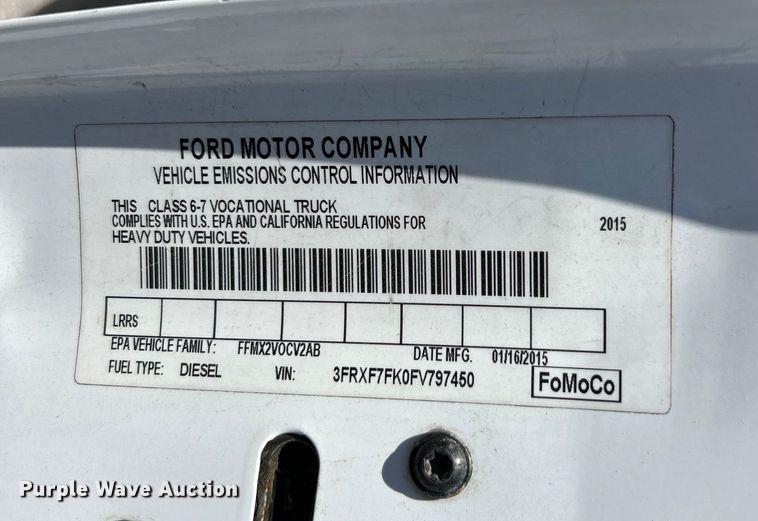 FORD MOTOR COMPANY
VEHICLE EMISSIONS CONTROL INFORMATION
THIS CLASS 6-7 VOCATIONAL TRUCK
COMPLIES WITH U.S. EPA AND CALIFORNIA REGULATIONS FOR 2015
HEAVY DUTY VEHICLES.
LRRS
EPA VEHICLE FAMILY: FFMX2VOCV2AB DATE MFG. 01/16/2015
FUEL TYPE: DIESEL VIN: 3FRXF7FK0FV797450 FoMoCo
Purple Wave Auction